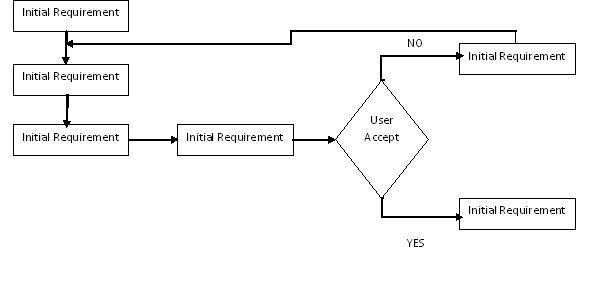 Initial Requirement
NO
Initial Requirement
Initial Requirement
User
Accept
Initial Requirement
Initial Requirement
Initial Requirement
YES